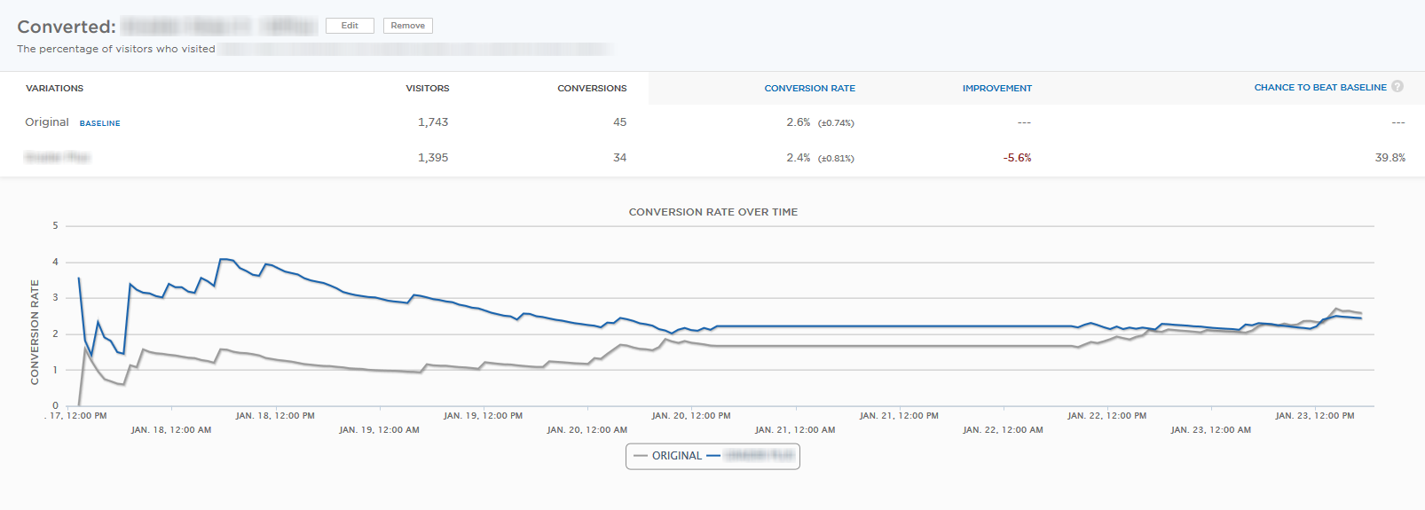 Converted: Edit Remove
The percentage of visitors who visited
VARIATIONS VISITORS CONVERSIONS CONVERSION RATE IMPROVEMENT CHANCE TO BEAT BASELINE ?
Original BASELINE 1,743 45 2.6% (±0.74%) --- ---
1,395 34 2.4% (±0.81%) -5.6% 39.8%
CONVERSION RATE OVER TIME
5
4
3
2
1
0
CONVERSION RATE
. 17, 12:00 PM JAN. 18, 12:00 PM JAN. 19, 12:00 PM JAN. 20, 12:00 PM JAN. 21, 12:00 PM JAN. 22, 12:00 PM JAN. 23, 12:00 PM
JAN. 18, 12:00 AM JAN. 19, 12:00 AM JAN. 20, 12:00 AM JAN. 21, 12:00 AM JAN. 22, 12:00 AM JAN. 23, 12:00 AM
ORIGINAL